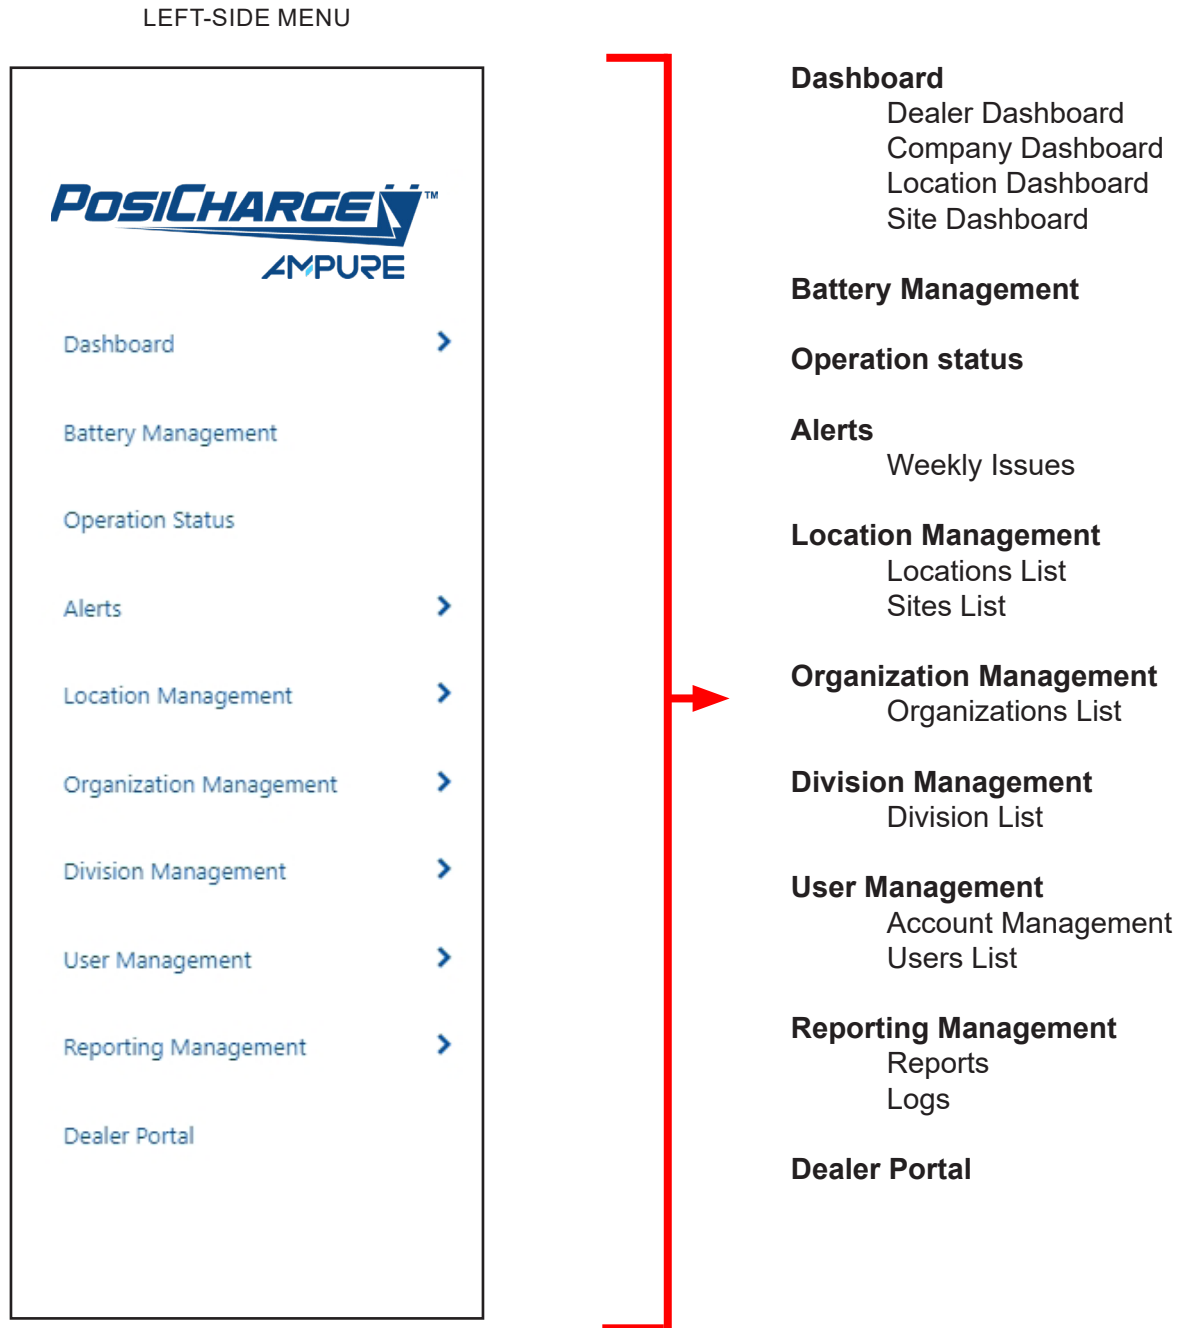 LEFT-SIDE MENU
POSICHARGE™
AMPURE
Dashboard
Battery Management
Operation Status
Alerts
Location Management
Organization Management
Division Management
User Management
Reporting Management
Dealer Portal
Dashboard
Dealer Dashboard
Company Dashboard
Location Dashboard
Site Dashboard
Battery Management
Operation status
Alerts
Weekly Issues
Location Management
Locations List
Sites List
Organization Management
Organizations List
Division Management
Division List
User Management
Account Management
Users List
Reporting Management
Reports
Logs
Dealer Portal